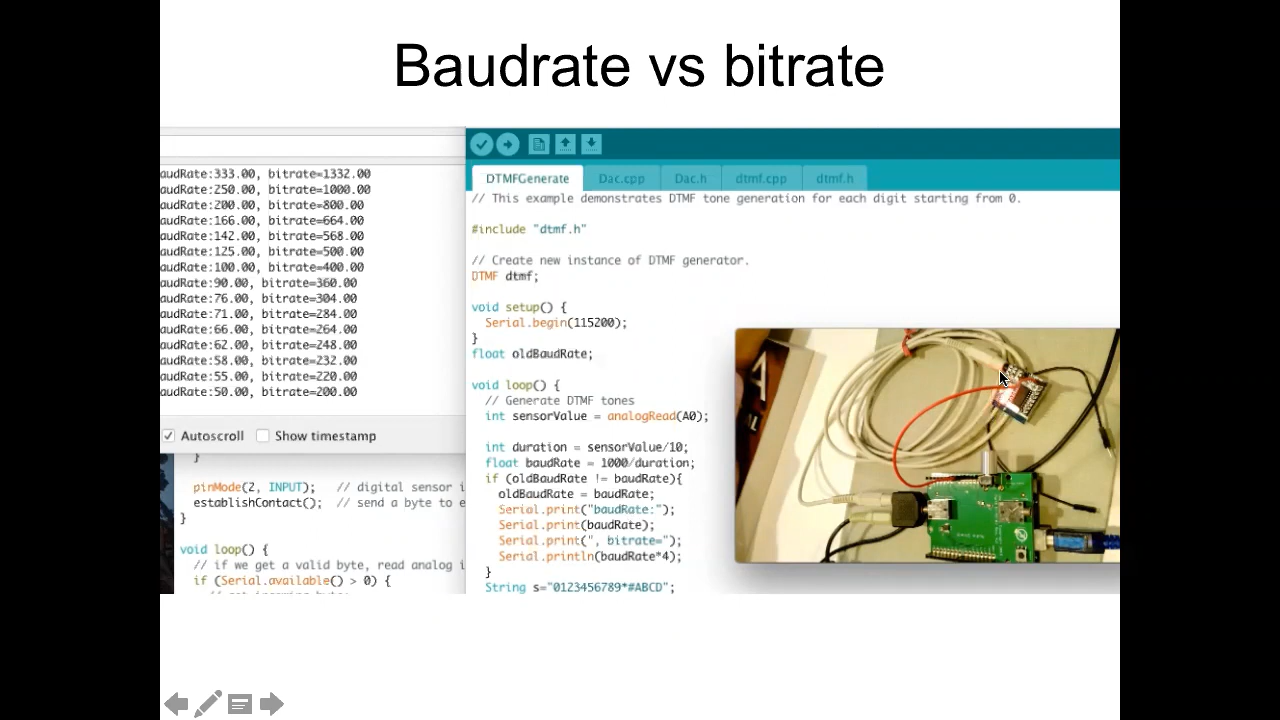 Baudrate vs bitrate
audRate:333.00, bitrate=1332.00
audRate:250.00, bitrate=1000.00
audRate:200.00, bitrate=800.00
audRate:166.00, bitrate=664.00
audRate:142.00, bitrate=568.00
audRate:125.00, bitrate=500.00
audRate:100.00, bitrate=400.00
audRate:90.00, bitrate=360.00
audRate:76.00, bitrate=304.00
audRate:71.00, bitrate=284.00
audRate:66.00, bitrate=264.00
audRate:62.00, bitrate=248.00
audRate:58.00, bitrate=232.00
audRate:55.00, bitrate=220.00
audRate:50.00, bitrate=200.00
Autoscroll Show timestamp
}
pinMode(2, INPUT); // digital sensor i
establishContact(); // send a byte to e
}
void loop() {
// if we get a valid byte, read analog i
if (Serial.available() > 0) {
DTMFGenerate Dac.cpp Dac.h dtmf.cpp dtmf.h
// This example demonstrates DTMF tone generation for each digit starting from 0.
#include "dtmf.h"
// Create new instance of DTMF generator.
DTMF dtmf;
void setup() {
Serial.begin(115200);
}
float oldBaudRate;
void loop() {
// Generate DTMF tones
int sensorValue = analogRead(A0);
int duration = sensorValue/10;
float baudRate = 1000/duration;
if (oldBaudRate != baudRate){
oldBaudRate = baudRate;
Serial.print("baudRate:");
Serial.print(baudRate);
Serial.print(", bitrate=");
Serial.println(baudRate*4);
}
String s="0123456789*#ABCD";